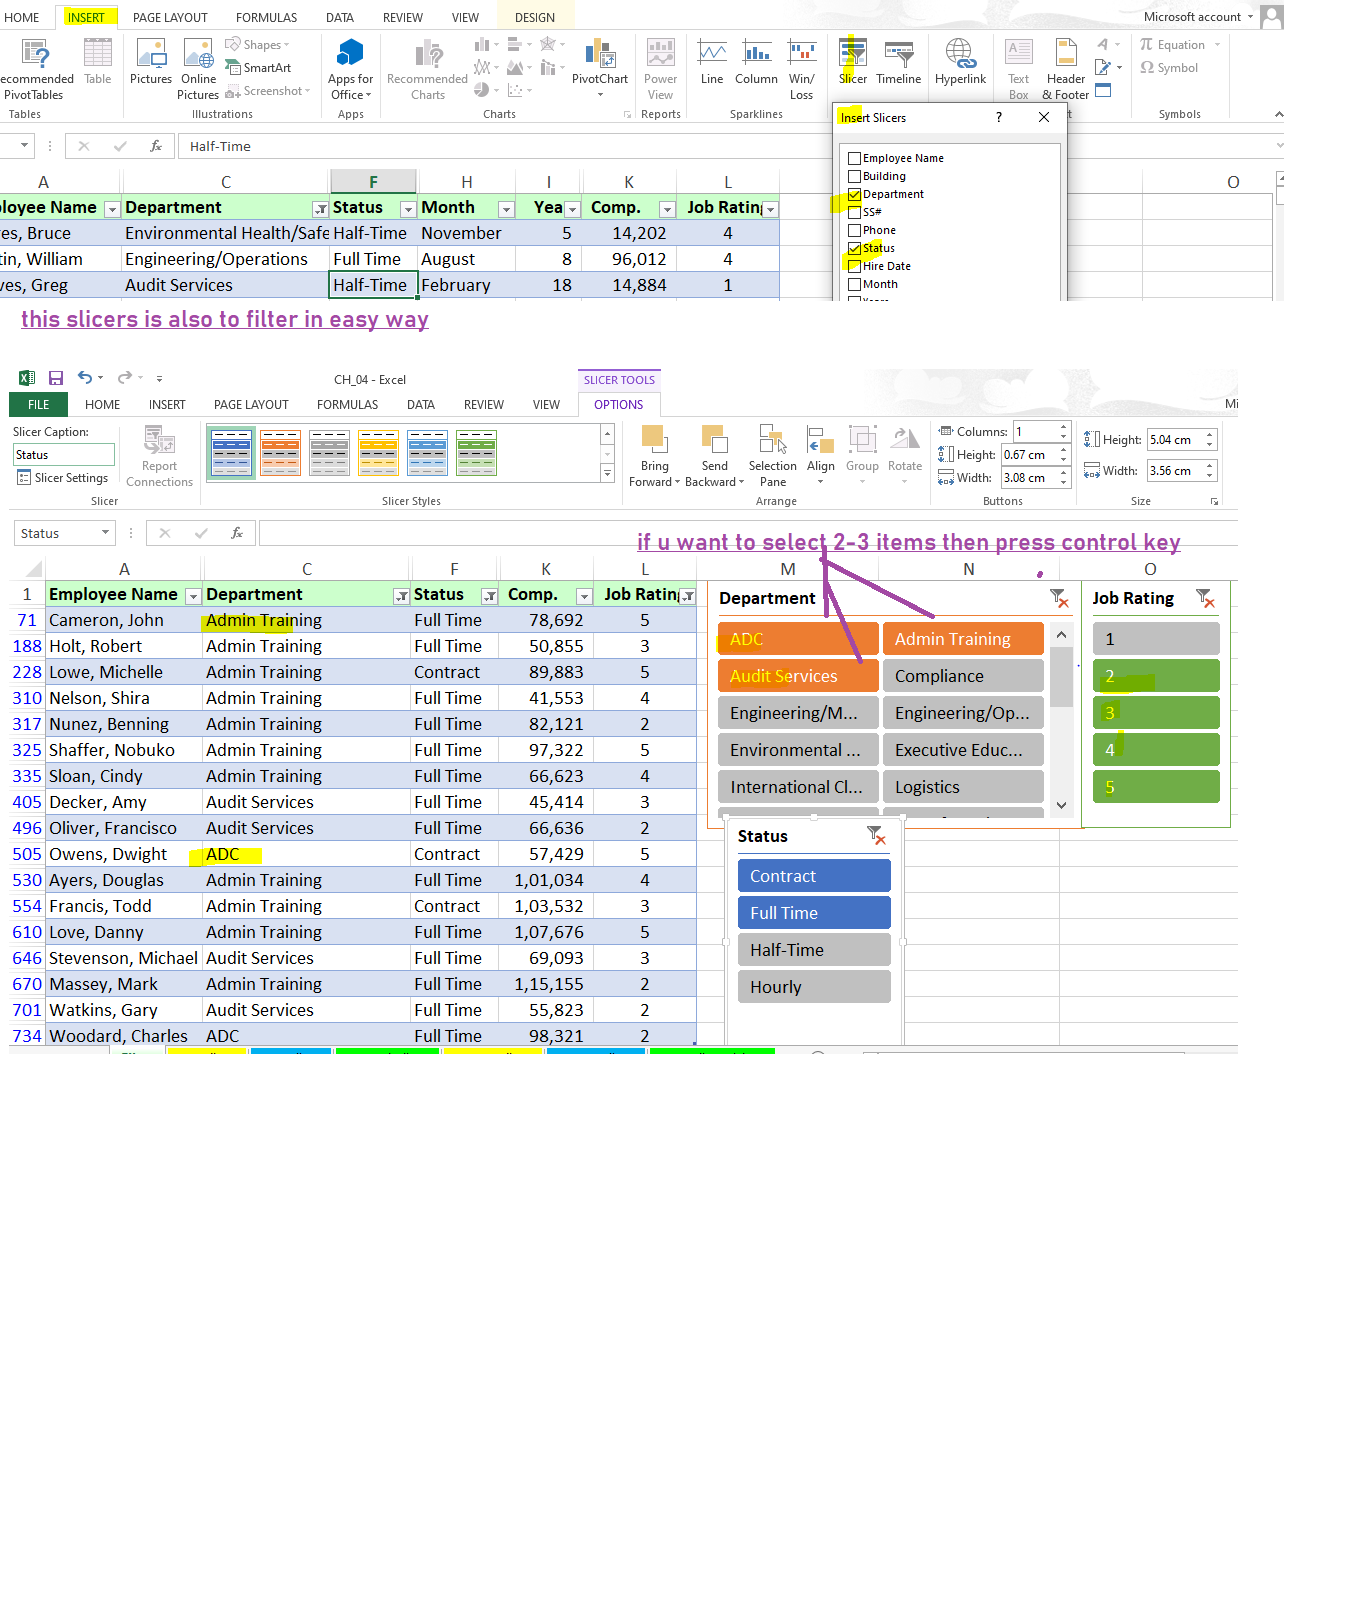 HOME INSERT PAGE LAYOUT FORMULAS DATA REVIEW VIEW DESIGN Microsoft account
ecommended PivotTables Table Pictures Online Pictures Shapes SmartArt Screenshot Apps for Office Recommended Charts PivotChart Power View Line Column Win/ Loss Slicer Timeline Hyperlink Text Box Header & Footer Equation Symbol
Tables Illustrations Apps Charts Reports Sparklines t Symbols
Insert Slicers ?
Half-Time
Employee Name
Building
Department
SS#
Phone
Status
Hire Date
Month
A C F H I K L O
loyee Name Department Status Month Yea Comp. Job Rating
es, Bruce Environmental Health/Safe Half-Time November 5 14,202 4
tin, William Engineering/Operations Full Time August 8 96,012 4
ves, Greg Audit Services Half-Time February 18 14,884 1
this slicers is also to filter in easy way
CH_04 - Excel SLICER TOOLS
FILE HOME INSERT PAGE LAYOUT FORMULAS DATA REVIEW VIEW OPTIONS Mi
Slicer Caption:
Status
Slicer Settings
Report Connections
Bring Forward Send Backward Selection Pane Align Group Rotate
Columns: 1
Height: 0.67 cm
Width: 3.08 cm
Height: 5.04 cm
Width: 3.56 cm
Slicer Slicer Styles Arrange Buttons Size
Status
if u want to select 2-3 items then press control key
A C F K L M N O
1 Employee Name Department Status Comp. Job Rating
71 Cameron, John Admin Training Full Time 78,692 5
188 Holt, Robert Admin Training Full Time 50,855 3
228 Lowe, Michelle Admin Training Contract 89,883 5
310 Nelson, Shira Admin Training Full Time 41,553 4
317 Nunez, Benning Admin Training Full Time 82,121 2
325 Shaffer, Nobuko Admin Training Full Time 97,322 5
335 Sloan, Cindy Admin Training Full Time 66,623 4
405 Decker, Amy Audit Services Full Time 45,414 3
496 Oliver, Francisco Audit Services Full Time 66,636 2
505 Owens, Dwight ADC Contract 57,429 5
530 Ayers, Douglas Admin Training Full Time 1,01,034 4
554 Francis, Todd Admin Training Contract 1,03,532 3
610 Love, Danny Admin Training Full Time 1,07,676 5
646 Stevenson, Michael Audit Services Full Time 69,093 3
670 Massey, Mark Admin Training Full Time 1,15,155 2
701 Watkins, Gary Audit Services Full Time 55,823 2
734 Woodard, Charles ADC Full Time 98,321 2
Department
ADC Admin Training
Audit Services Compliance
Engineering/M... Engineering/Op...
Environmental ... Executive Educ...
International Cl... Logistics
Job Rating
1
2
3
4
5
Status
Contract
Full Time
Half-Time
Hourly